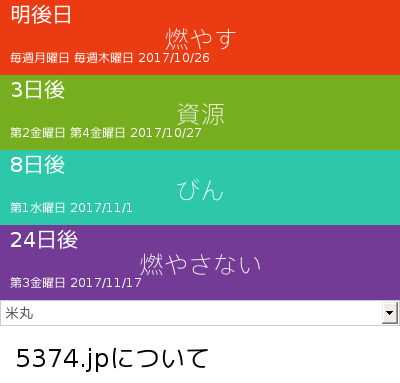 明後日
燃やす
毎週月曜日 毎週木曜日 2017/10/26
3日後
資源
第2金曜日 第4金曜日 2017/10/27
8日後
びん
第1水曜日 2017/11/1
24日後
燃やさない
第3金曜日 2017/11/17
米丸
5374.jpについて